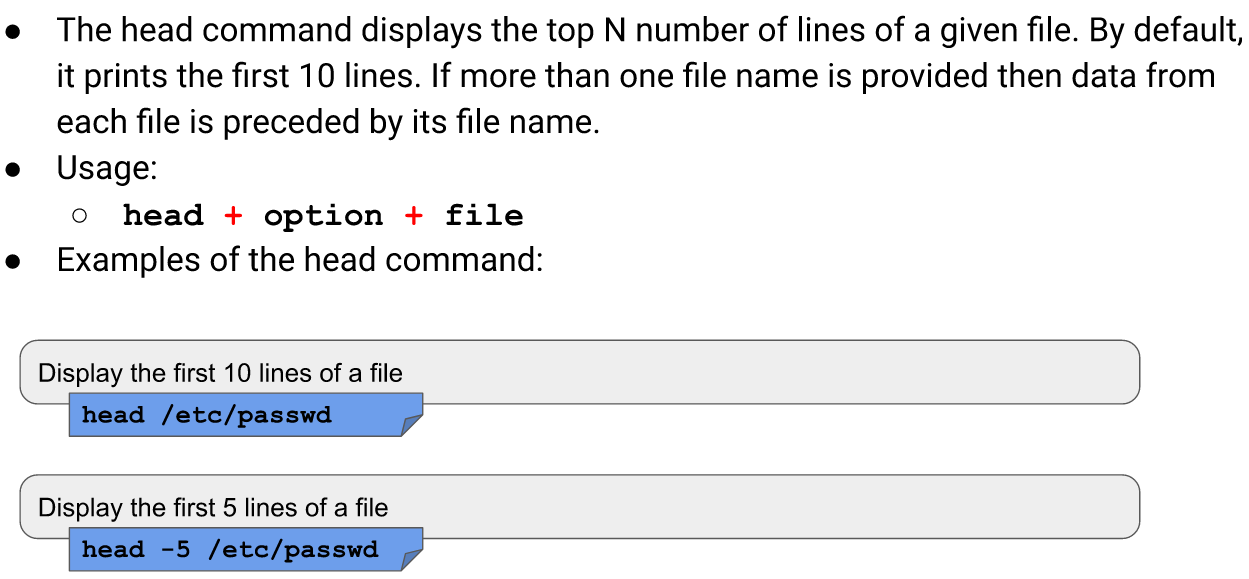 ● The head command displays the top N number of lines of a given file. By default,
it prints the first 10 lines. If more than one file name is provided then data from
each file is preceded by its file name.
● Usage:
○ head + option + file
● Examples of the head command:
Display the first 10 lines of a file
head /etc/passwd
Display the first 5 lines of a file
head -5 /etc/passwd